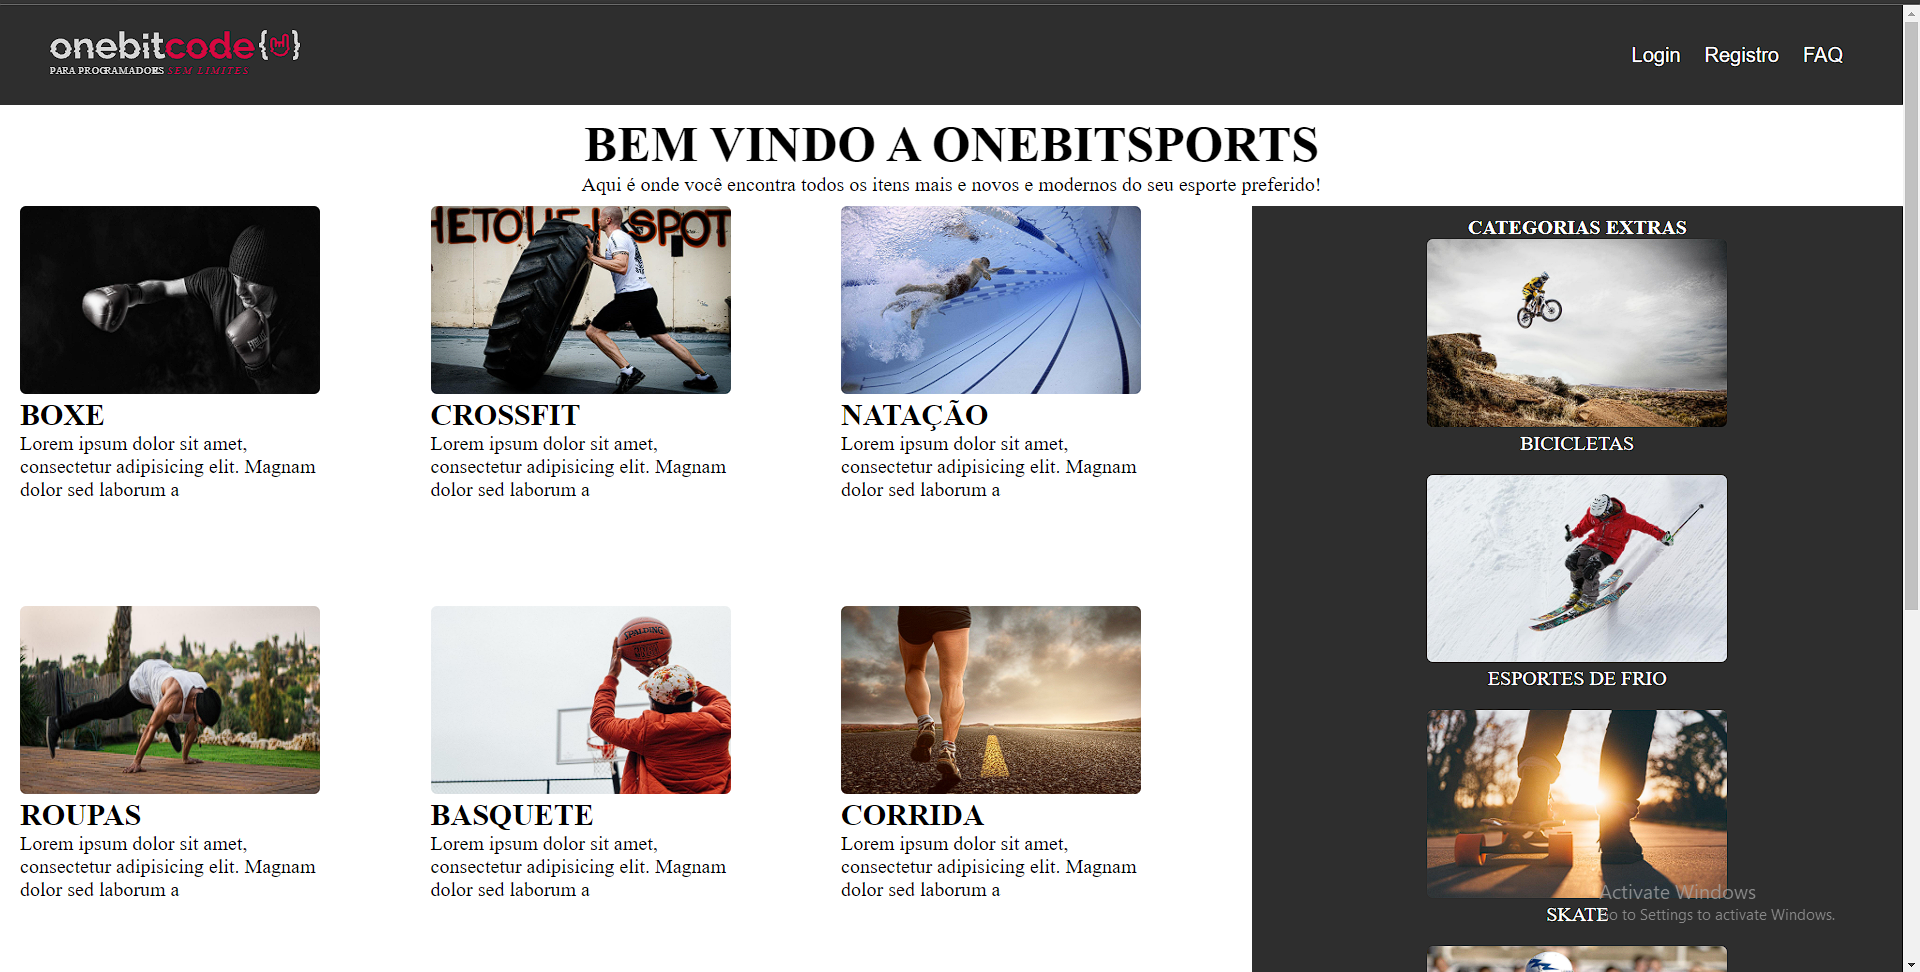 onebitcode{}
PARA PROGRAMADORES SEM LIMITES
Login Registro FAQ
BEM VINDO A ONEBITSPORTS
Aqui é onde você encontra todos os itens mais e novos e modernos do seu esporte preferido!
HETO SPOT
BOXE
Lorem ipsum dolor sit amet,
consectetur adipisicing elit. Magnam
dolor sed laborum a
CROSSFIT
Lorem ipsum dolor sit amet,
consectetur adipisicing elit. Magnam
dolor sed laborum a
NATAÇÃO
Lorem ipsum dolor sit amet,
consectetur adipisicing elit. Magnam
dolor sed laborum a
SPALDING
ROUPAS
Lorem ipsum dolor sit amet,
consectetur adipisicing elit. Magnam
dolor sed laborum a
BASQUETE
Lorem ipsum dolor sit amet,
consectetur adipisicing elit. Magnam
dolor sed laborum a
CORRIDA
Lorem ipsum dolor sit amet,
consectetur adipisicing elit. Magnam
dolor sed laborum a
CATEGORIAS EXTRAS
BICICLETAS
ESPORTES DE FRIO
SKATE
Activate Windows
Go to Settings to activate Windows.